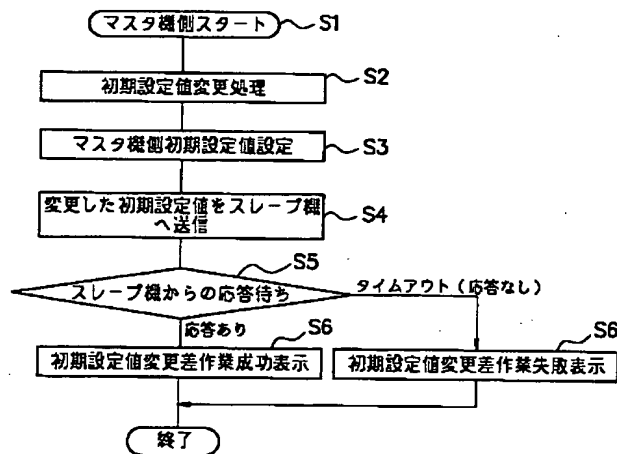 マスタ機側スタート
S1
初期設定値変更処理
S2
マスタ機側初期設定値設定
S3
変更した初期設定値をスレーブ機
へ送信
S4
S5
スレーブ機からの応答待ち
タイムアウト(応答なし)
応答あり
S6
初期設定値変更差作業成功表示
S6
初期設定値変更差作業失敗表示
終了